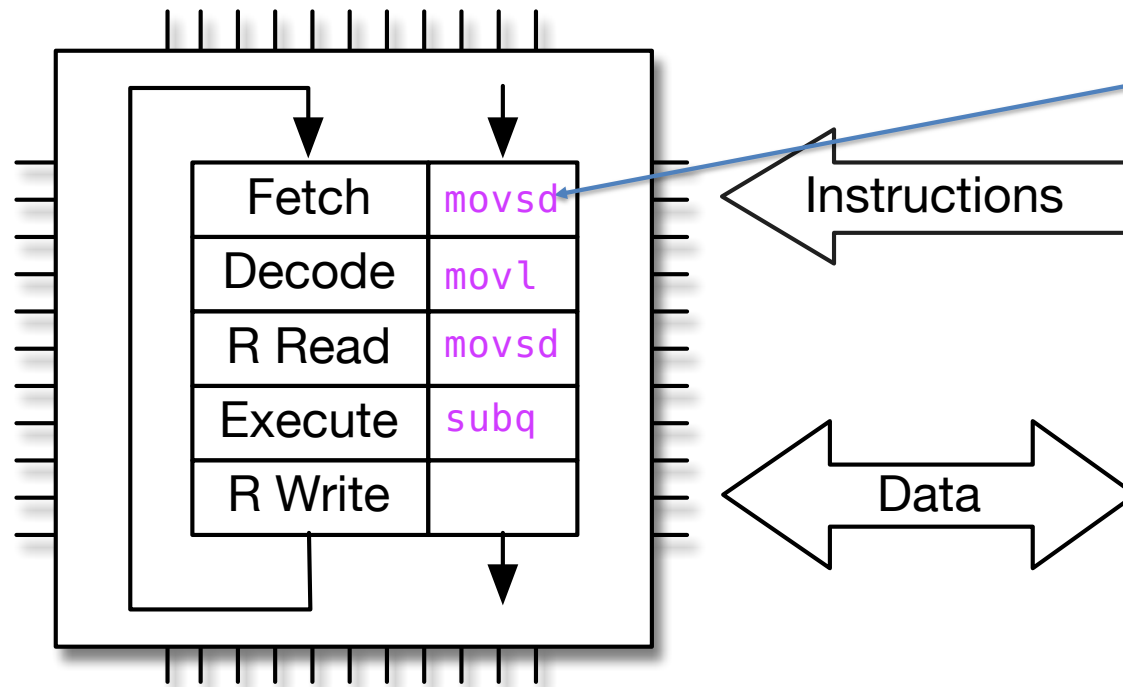 Fetch movsd
Decode movl
R Read movsd
Execute subq
R Write
Instructions
Data